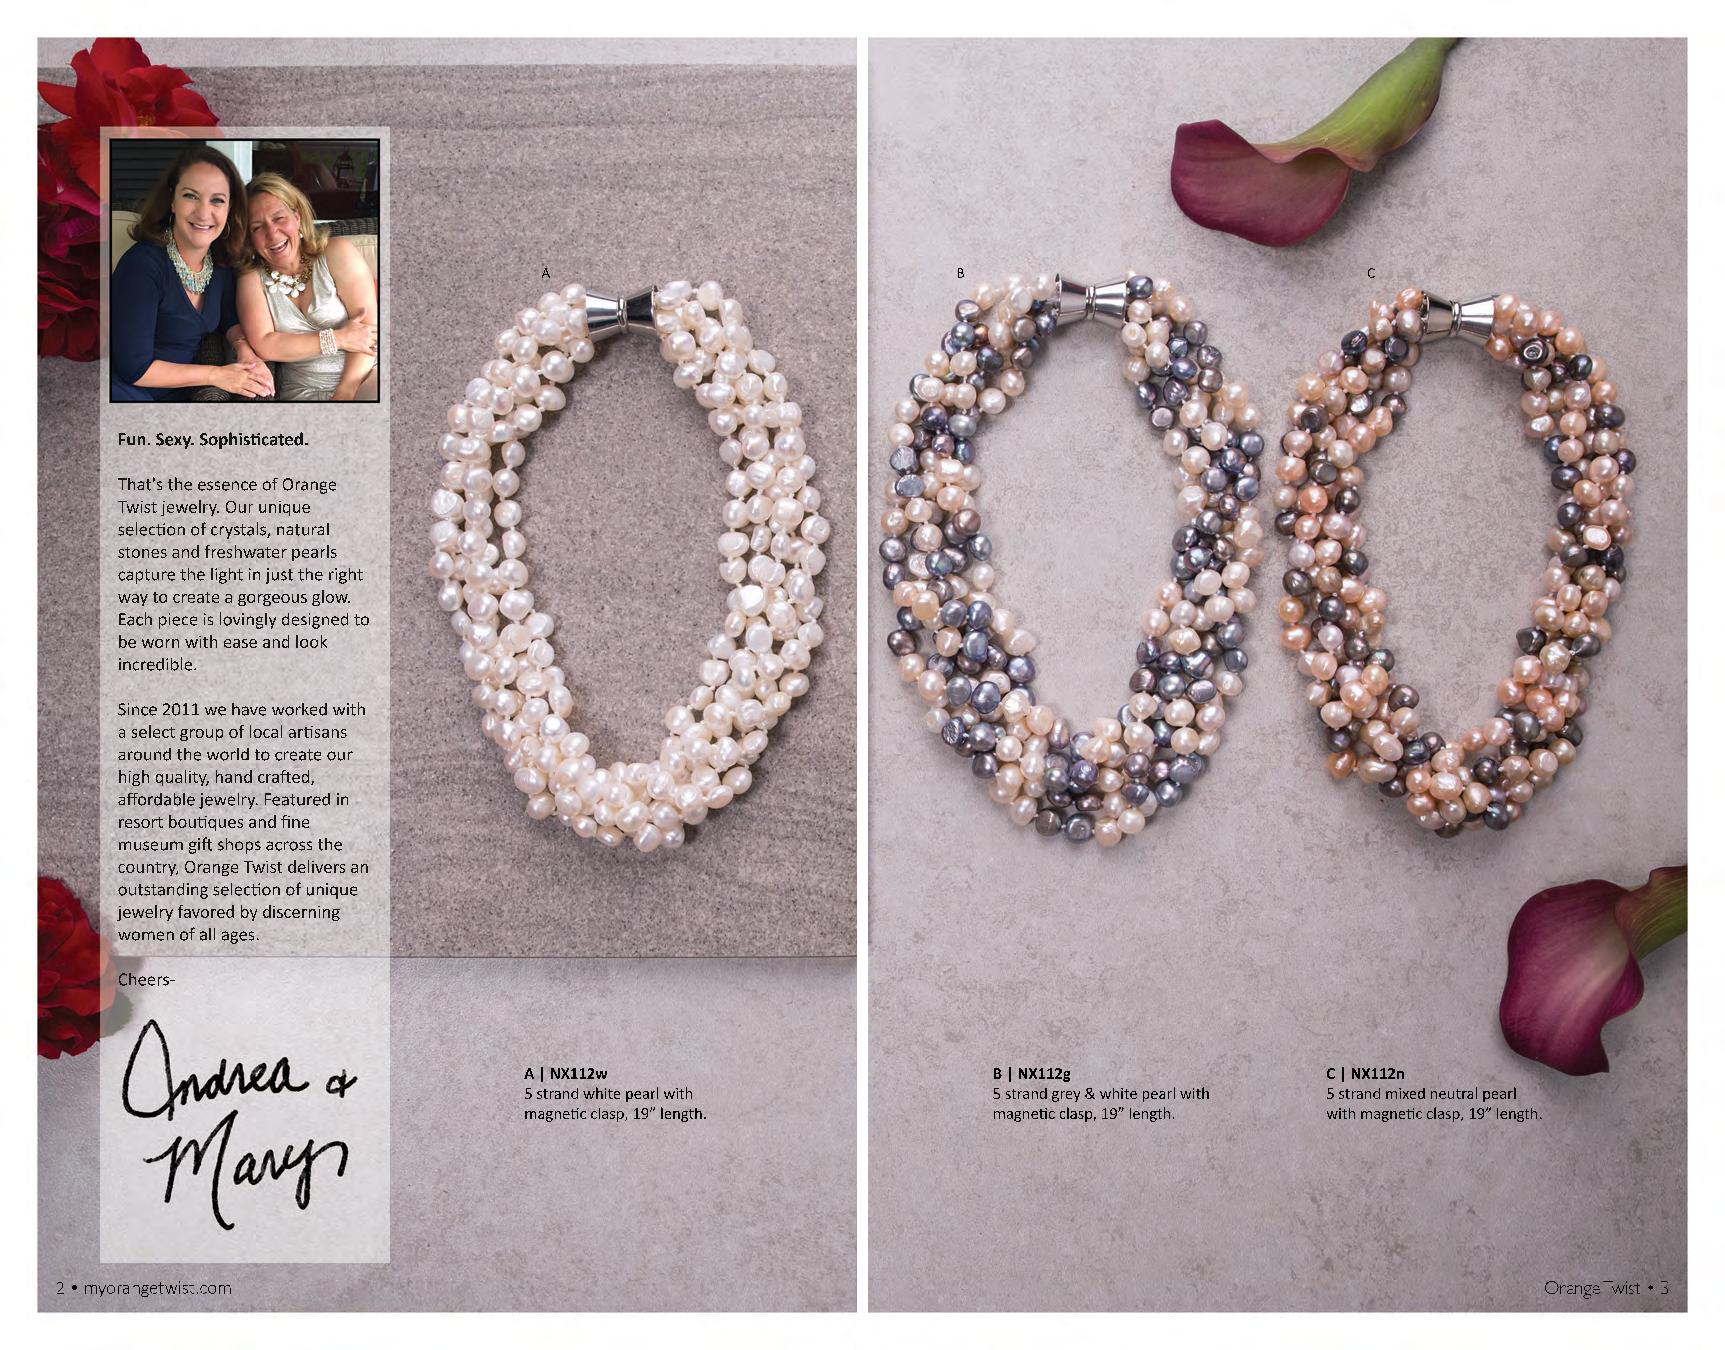 Fun. Sexy. Sophisticated.
That's the essence of Orange
Twist jewelry. Our unique
selection of crystals, natural
stones and freshwater pearls
capture the light in just the right
way to create a gorgeous glow.
Each piece is lovingly designed to
be worn with ease and look
incredible.
Since 2011 we have worked with
a select group of local artisans
around the world to create our
high quality, hand crafted,
affordable jewelry. Featured in
resort boutiques and fine
museum gift shops across the
country, Orange Twist delivers an
outstanding selection of unique
jewelry favored by discerning
women of all ages.
Cheers-
Andrea &
Mary
A
A | NX112w
5 strand white pearl with
magnetic clasp, 19” length.
2 • myorangetwist.com
B
C
B | NX112g
5 strand grey & white pearl with
magnetic clasp, 19” length.
C | NX112n
5 strand mixed neutral pearl
with magnetic clasp, 19” length.
Orange Twist • 3